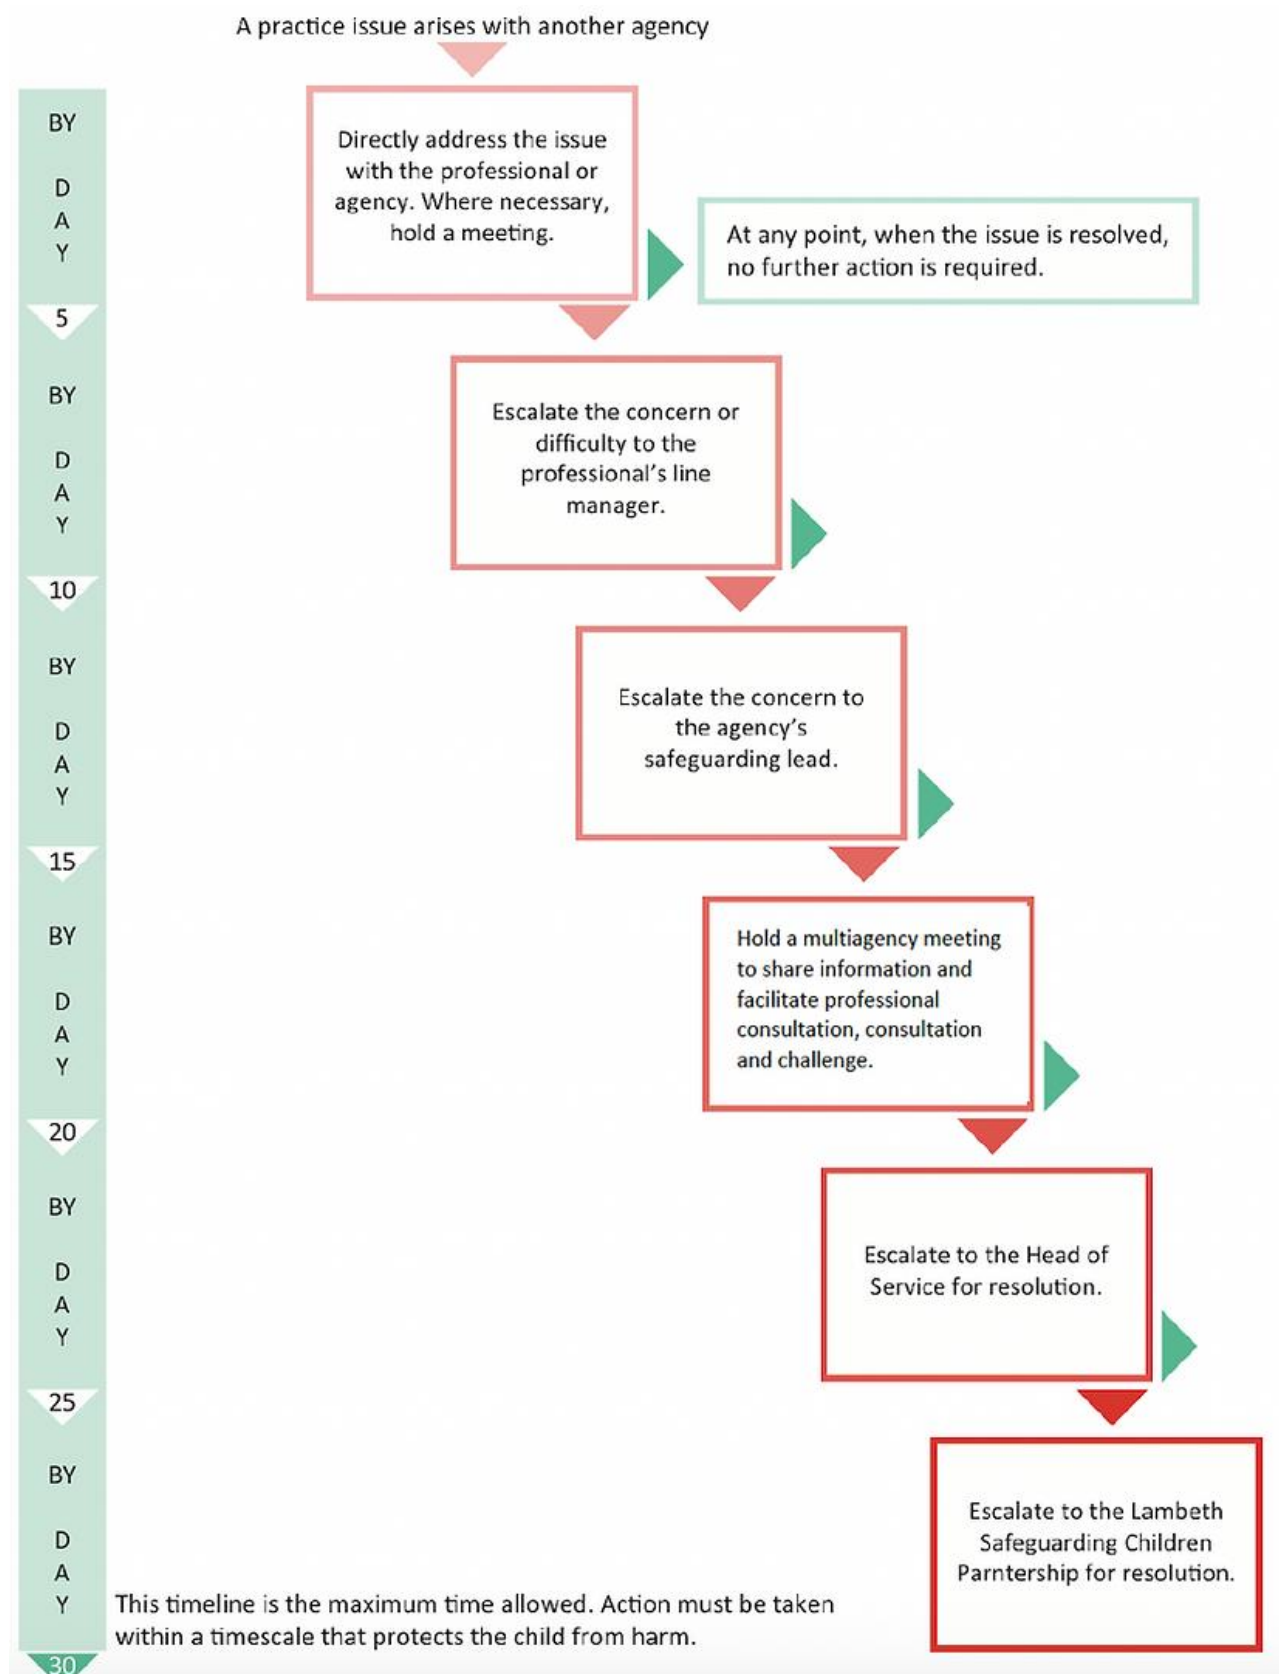 A practice issue arises with another agency
BY
D
A
Y
5
Directly address the issue
with the professional or
agency. Where necessary,
hold a meeting.
At any point, when the issue is resolved,
no further action is required.
BY
D
A
Y
10
Escalate the concern or
difficulty to the
professional's line
manager.
BY
D
A
Y
15
Escalate the concern to
the agency's
safeguarding lead.
BY
D
A
Y
20
Hold a multiagency meeting
to share information and
facilitate professional
consultation, consultation
and challenge.
BY
D
A
Y
25
Escalate to the Head of
Service for resolution.
BY
D
A
Y
30
Escalate to the Lambeth
Safeguarding Children
Parntership for resolution.
This timeline is the maximum time allowed. Action must be taken
within a timescale that protects the child from harm.